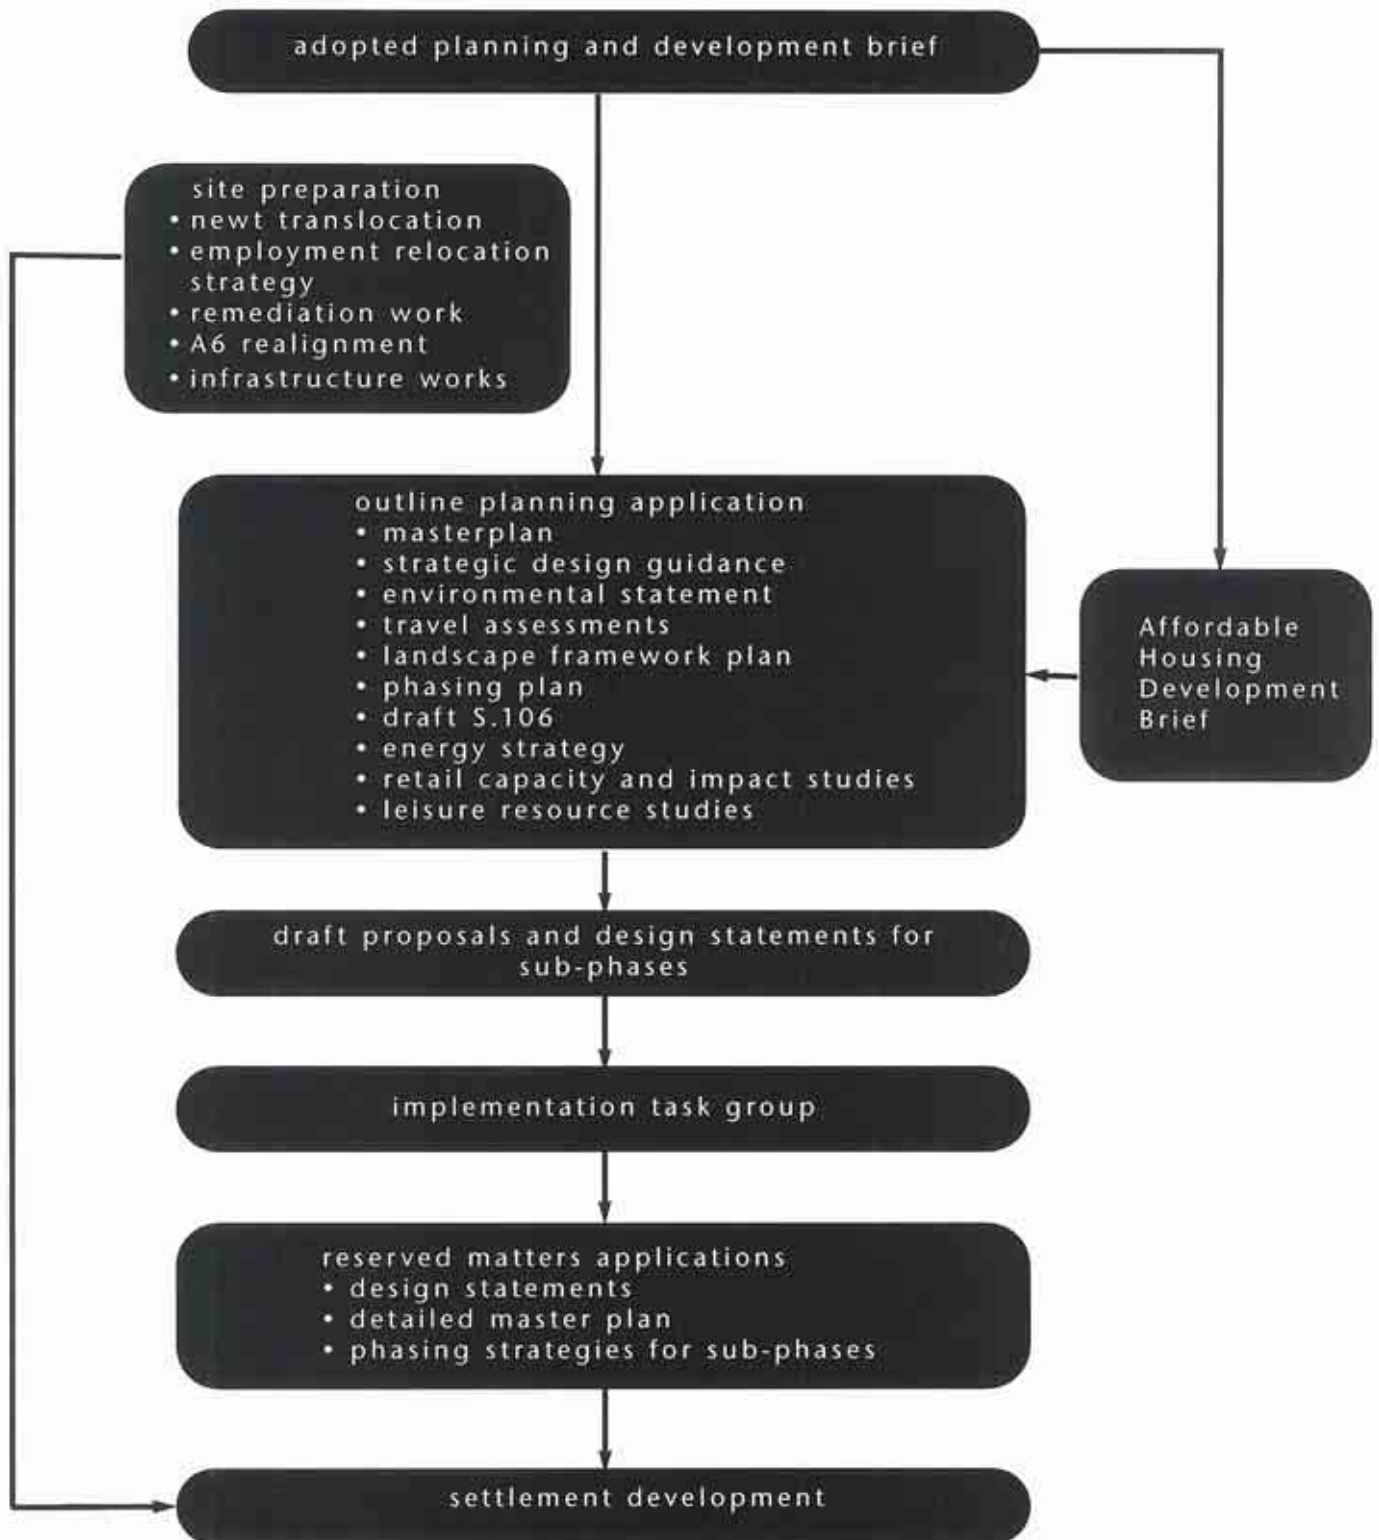 adopted planning and development brief
site preparation
• newt translocation
• employment relocation
strategy
• remediation work
• A6 realignment
• infrastructure works
outline planning application
• masterplan
• strategic design guidance
• environmental statement
• travel assessments
• landscape framework plan
• phasing plan
• draft S.106
• energy strategy
• retail capacity and impact studies
• leisure resource studies
Affordable
Housing
Development
Brief
draft proposals and design statements for
sub-phases
implementation task group
reserved matters applications
• design statements
• detailed master plan
• phasing strategies for sub-phases
settlement development